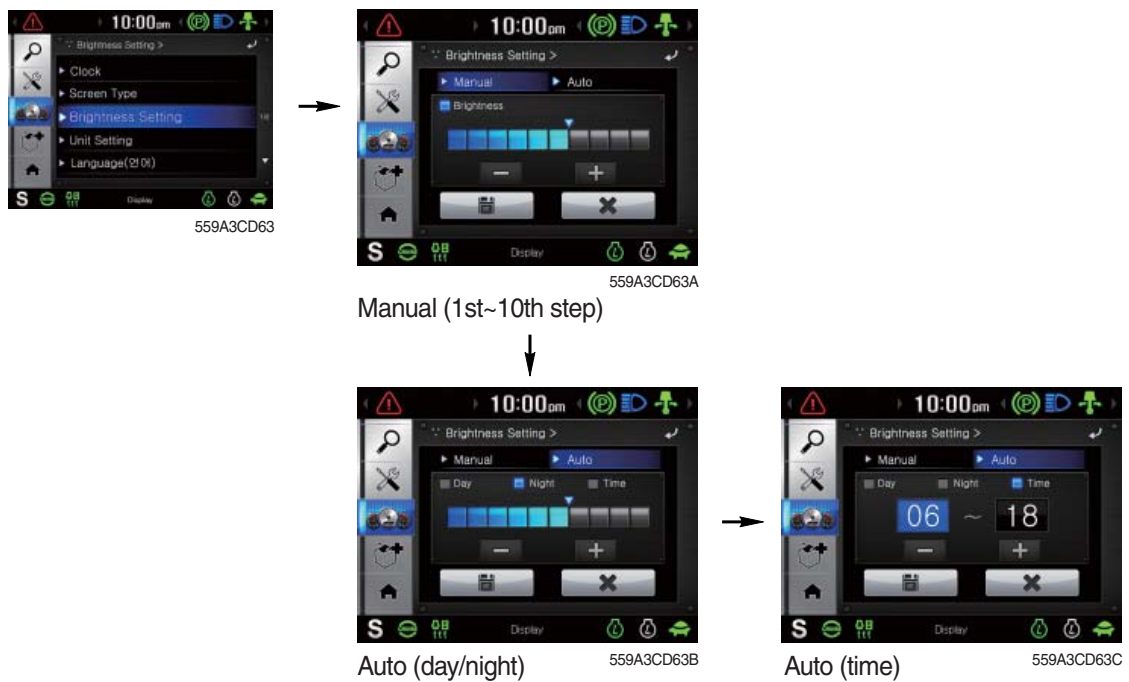 10:00pm
Brightness Setting >
Clock
Screen Type
Brightness Setting
Unit Setting
Language(언어)
S
Display
559A3CD63
10:00pm
Brightness Setting >
Manual
Auto
Brightness
S
Display
559A3CD63A
Manual (1st~10th step)
10:00pm
Brightness Setting >
Manual
Auto
Day
Night
Time
S
Display
Auto (day/night)
559A3CD63B
10:00pm
Brightness Setting >
Manual
Auto
Day
Night
Time
06 ~ 18
S
Display
Auto (time)
559A3CD63C